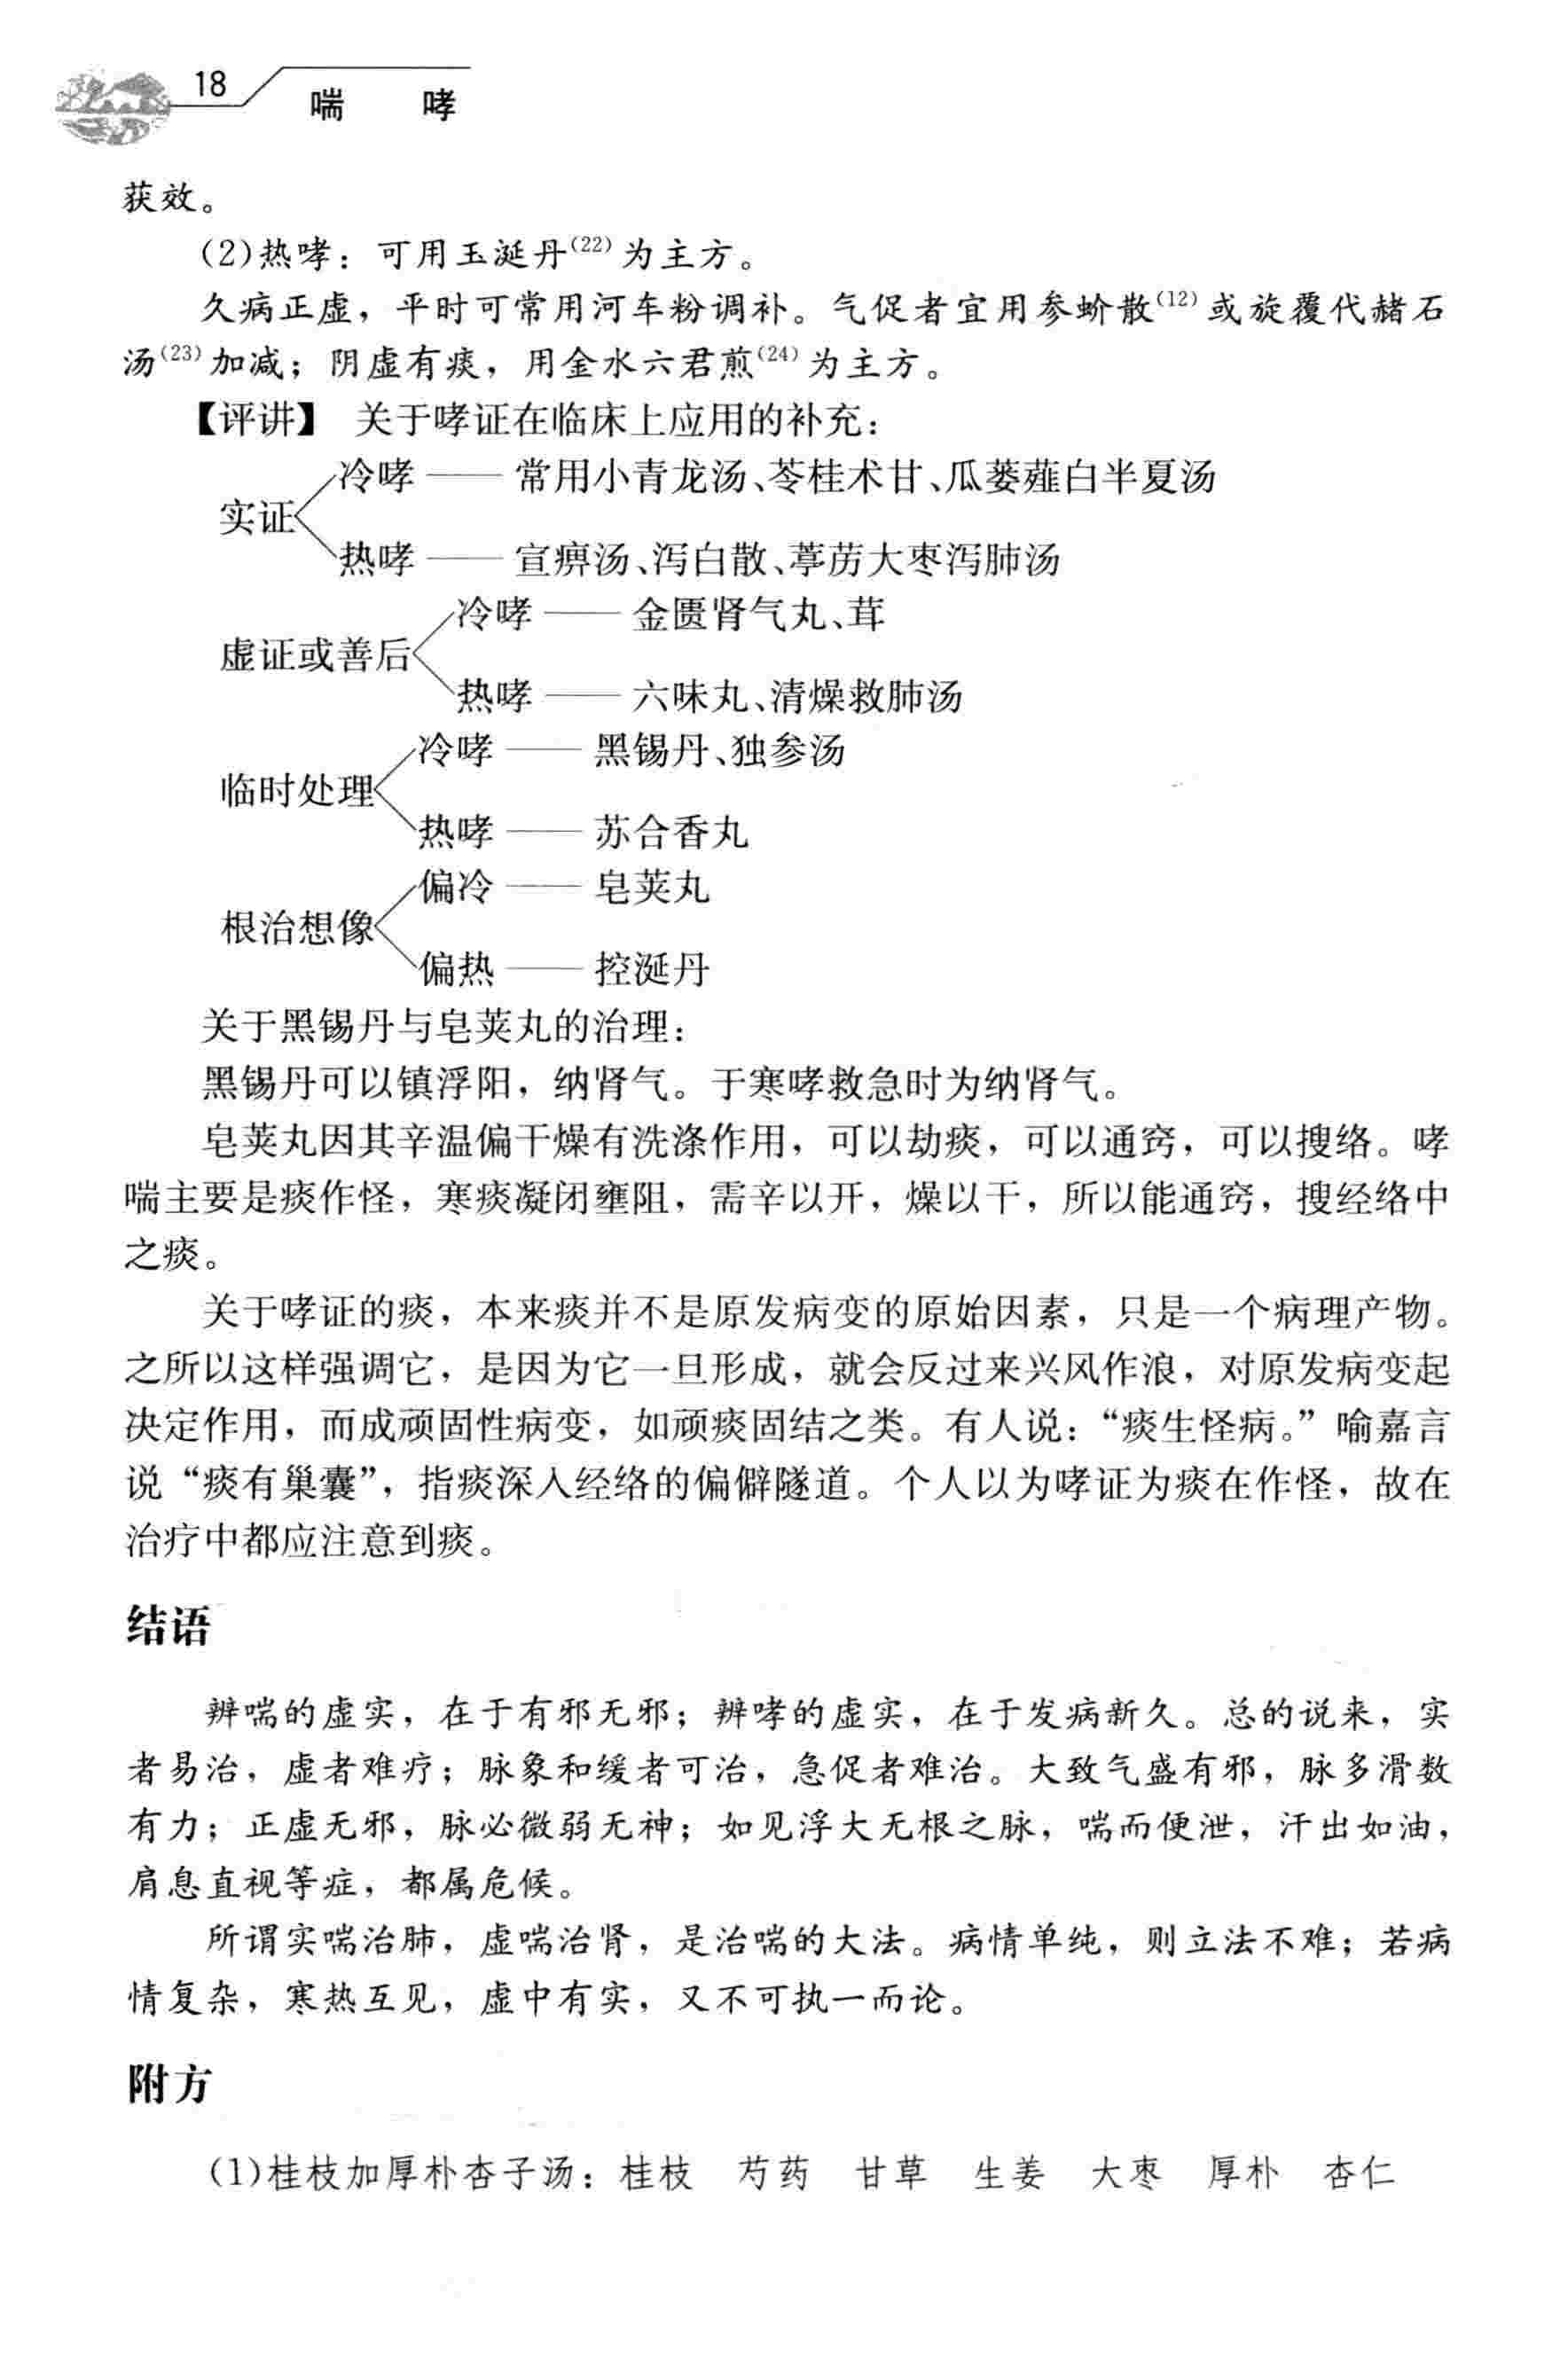 18
喘 哮
获效。
(2)热哮：可用玉涎丹(22)为主方。
久病正虚，平时可常用河车粉调补。气促者宜用参蚧散(12)或旋覆代赭石
汤(23)加减；阴虚有痰，用金水六君煎(24)为主方。
【评讲】 关于哮证在临床上应用的补充：
冷哮 —— 常用小青龙汤、苓桂术甘、瓜蒌薤白半夏汤
实证
热哮 —— 宣痹汤、泻白散、葶苈大枣泻肺汤
冷哮 —— 金匮肾气丸、茸
虚证或善后
热哮 —— 六味丸、清燥救肺汤
冷哮 —— 黑锡丹、独参汤
临时处理
热哮 —— 苏合香丸
偏冷 —— 皂荚丸
根治想像
偏热 —— 控涎丹
关于黑锡丹与皂荚丸的治理：
黑锡丹可以镇浮阳，纳肾气。于寒哮救急时为纳肾气。
皂荚丸因其辛温偏干燥有洗涤作用，可以劫痰，可以通窍，可以搜络。哮
喘主要是痰作怪，寒痰凝闭壅阻，需辛以开，燥以干，所以能通窍，搜经络中
之痰。
关于哮证的痰，本来痰并不是原发病变的原始因素，只是一个病理产物。
之所以这样强调它，是因为它一旦形成，就会反过来兴风作浪，对原发病变起
决定作用，而成顽固性病变，如顽痰固结之类。有人说：“痰生怪病。”喻嘉言
说“痰有巢囊”，指痰深入经络的偏僻隧道。个人以为哮证为痰在作怪，故在
治疗中都应注意到痰。
结语
辨喘的虚实，在于有邪无邪；辨哮的虚实，在于发病新久。总的说来，实
者易治，虚者难疗；脉象和缓者可治，急促者难治。大致气盛有邪，脉多滑数
有力；正虚无邪，脉必微弱无神；如见浮大无根之脉，喘而便泄，汗出如油，
肩息直视等症，都属危候。
所谓实喘治肺，虚喘治肾，是治喘的大法。病情单纯，则立法不难；若病
情复杂，寒热互见，虚中有实，又不可执一而论。
附方
(1)桂枝加厚朴杏子汤：桂枝 芍药 甘草 生姜 大枣 厚朴 杏仁